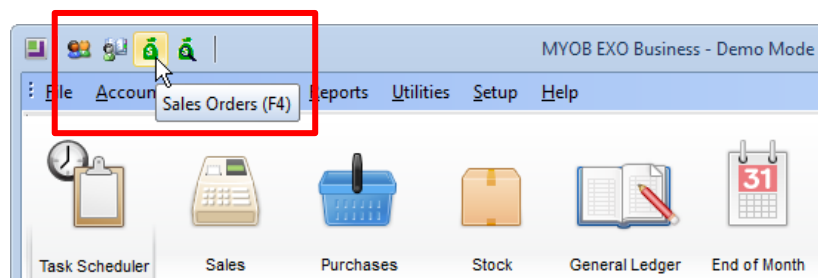 MYOB EXO Business - Demo Mode
File Accoun Reports Utilities Setup Help
Sales Orders (F4)
31
Task Scheduler Sales Purchases Stock General Ledger End of Month